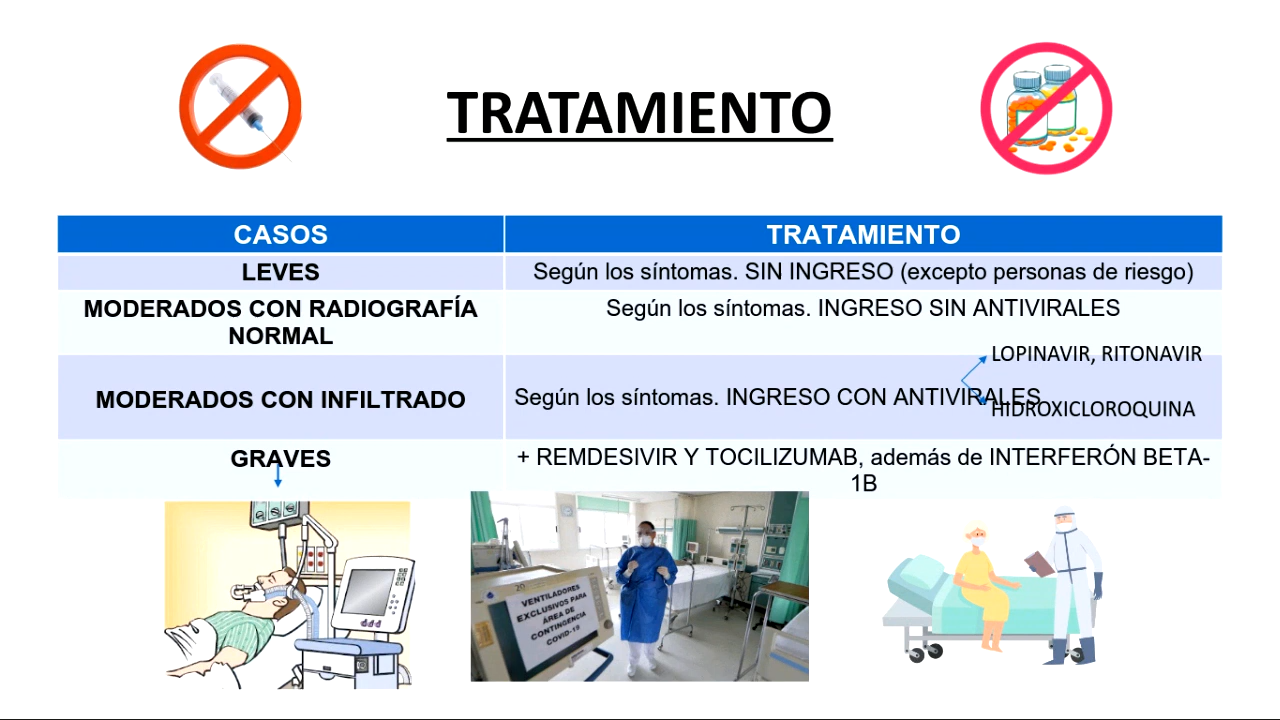 TRATAMIENTO
CASOS
TRATAMIENTO
LEVES
Según los síntomas. SIN INGRESO (excepto personas de riesgo)
MODERADOS CON RADIOGRAFÍA
NORMAL
Según los síntomas. INGRESO SIN ANTIVIRALES
MODERADOS CON INFILTRADO
Según los síntomas. INGRESO CON ANTIVIRALES
LOPINAVIR, RITONAVIR
HIDROXICLOROQUINA
GRAVES
+ REMDESIVIR Y TOCILIZUMAB, además de INTERFERÓN BETA-
1B
VENTILADORES
EXCLUSIVOS PARA
ÁREA DE
CONTINGENCIA
COVID-19